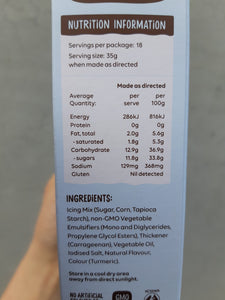 NUTRITION INFORMATION
Servings per package: 18
Serving size: 35g
when made as directed
Made as directed
Average per per
Quantity: serve 100g
Energy 286kJ 816kJ
Protein 0g 0g
Fat, total 2.0g 5.6g
-saturated 1.8g 5.3g
Carbohydrate 12.9g 36.9g
-sugars 11.8g 33.8g
Sodium 129mg 368mg
Gluten Nil detected
INGREDIENTS:
Icing Mix (Sugar, Corn, Tapioca
Starch), non-GMO Vegetable
Emulsifiers (Mono and Diglycerides,
Propylene Glycol Esters), Thickener
(Carrageenan), Vegetable Oil,
Iodised Salt, Natural Flavour,
Colour (Turmeric).
Store in a cool dry area
away from direct sunlight.
NO ARTIFICIAL
GMO